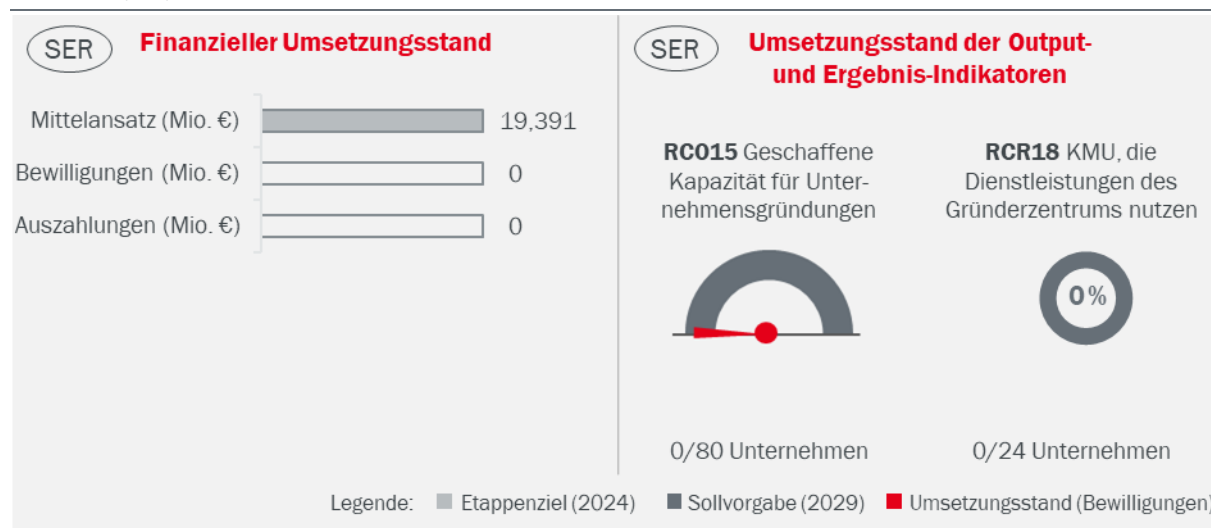 SER
Finanzieller Umsetzungsstand
Mittelansatz (Mio. €)
19,391
Bewilligungen (Mio. €)
0
Auszahlungen (Mio. €)
0
SER
Umsetzungsstand der Output-
und Ergebnis-Indikatoren
RCO15 Geschaffene
Kapazität für Unter-
nehmensgründungen
0/80 Unternehmen
RCR18 KMU, die
Dienstleistungen des
Gründerzentrums nutzen
0%
0/24 Unternehmen
Legende: Etappenziel (2024) Sollvorgabe (2029) Umsetzungsstand (Bewilligungen)